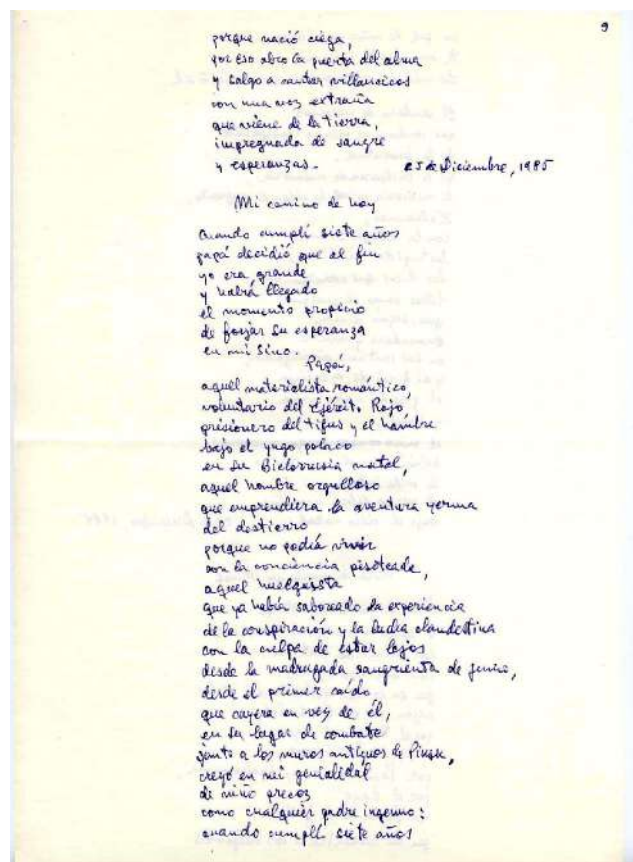 9
porque nació ciega,
por eso abro la puerta del alma
y salgo a cantar villancicos
con una voz extraña
que viene de la tierra,
impregnada de sangre
y esperanzas.
25 de Diciembre, 1985
Mi camino de hoy
Cuando cumplí siete años
papá decidió que al fin
yo era grande
y había llegado
el momento propicio
de forjar su esperanza
en mi sino.
Papá,
aquel materialista romántico,
voluntario del Ejército Rojo,
prisionero del tifus y el hambre
bajo el yugo polaco
en su Bielorrusia natal,
aquel hombre orgulloso
que emprendiera la aventura yerma
del destierro
porque no podía vivir
con la conciencia pisoteada,
aquel huelguista
que ya había saboreado la experiencia
de la conspiración y la lucha clandestina
con la culpa de estar lejos
desde la madrugada sangrienta de junio,
desde el primer caído
que cayera en vez de él,
en su lugar de combate
junto a los muros antiguos de Pinsk,
creyó en mi genialidad
de niño precoz
como cualquier padre ingenuo:
cuando cumplí siete años